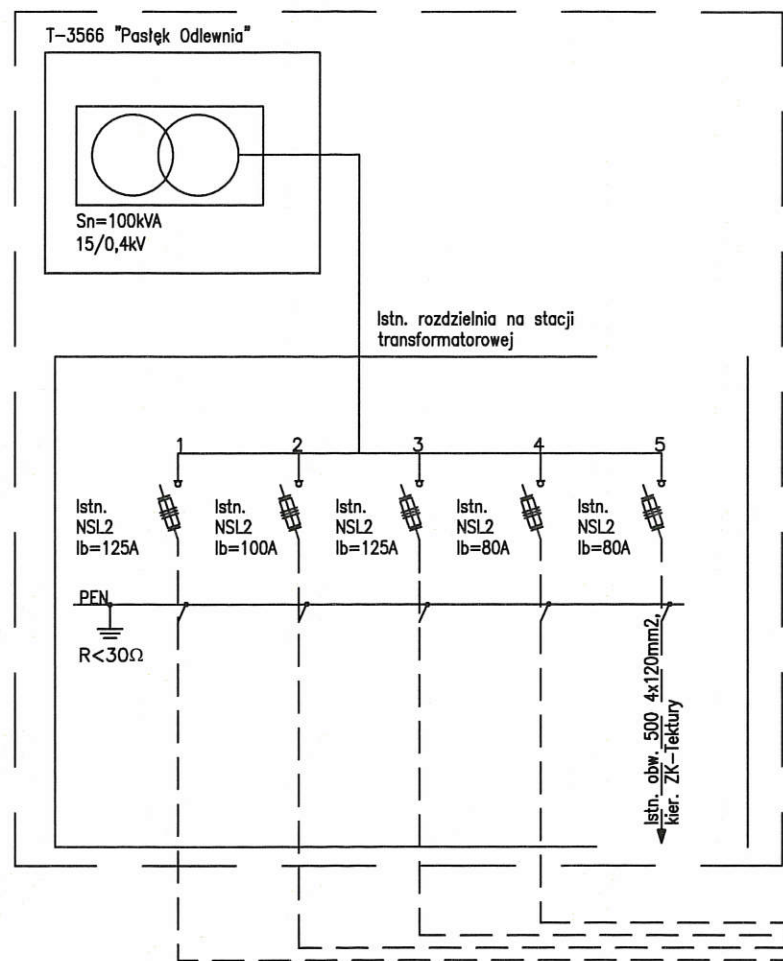 T-3566 "Pasłęk Odlewnia"
Sn=100kVA
15/0,4kV
Istn. rozdzielnia na stacji
transformatorowej
1
2
3
4
5
Istn.
NSL2
Ib=125A
Istn.
NSL2
Ib=100A
Istn.
NSL2
Ib=125A
Istn.
NSL2
Ib=80A
Istn.
NSL2
Ib=80A
PEN
R<30Ω
Istn. obw. 500 4x120mm2,
kier. ZK-Tektury